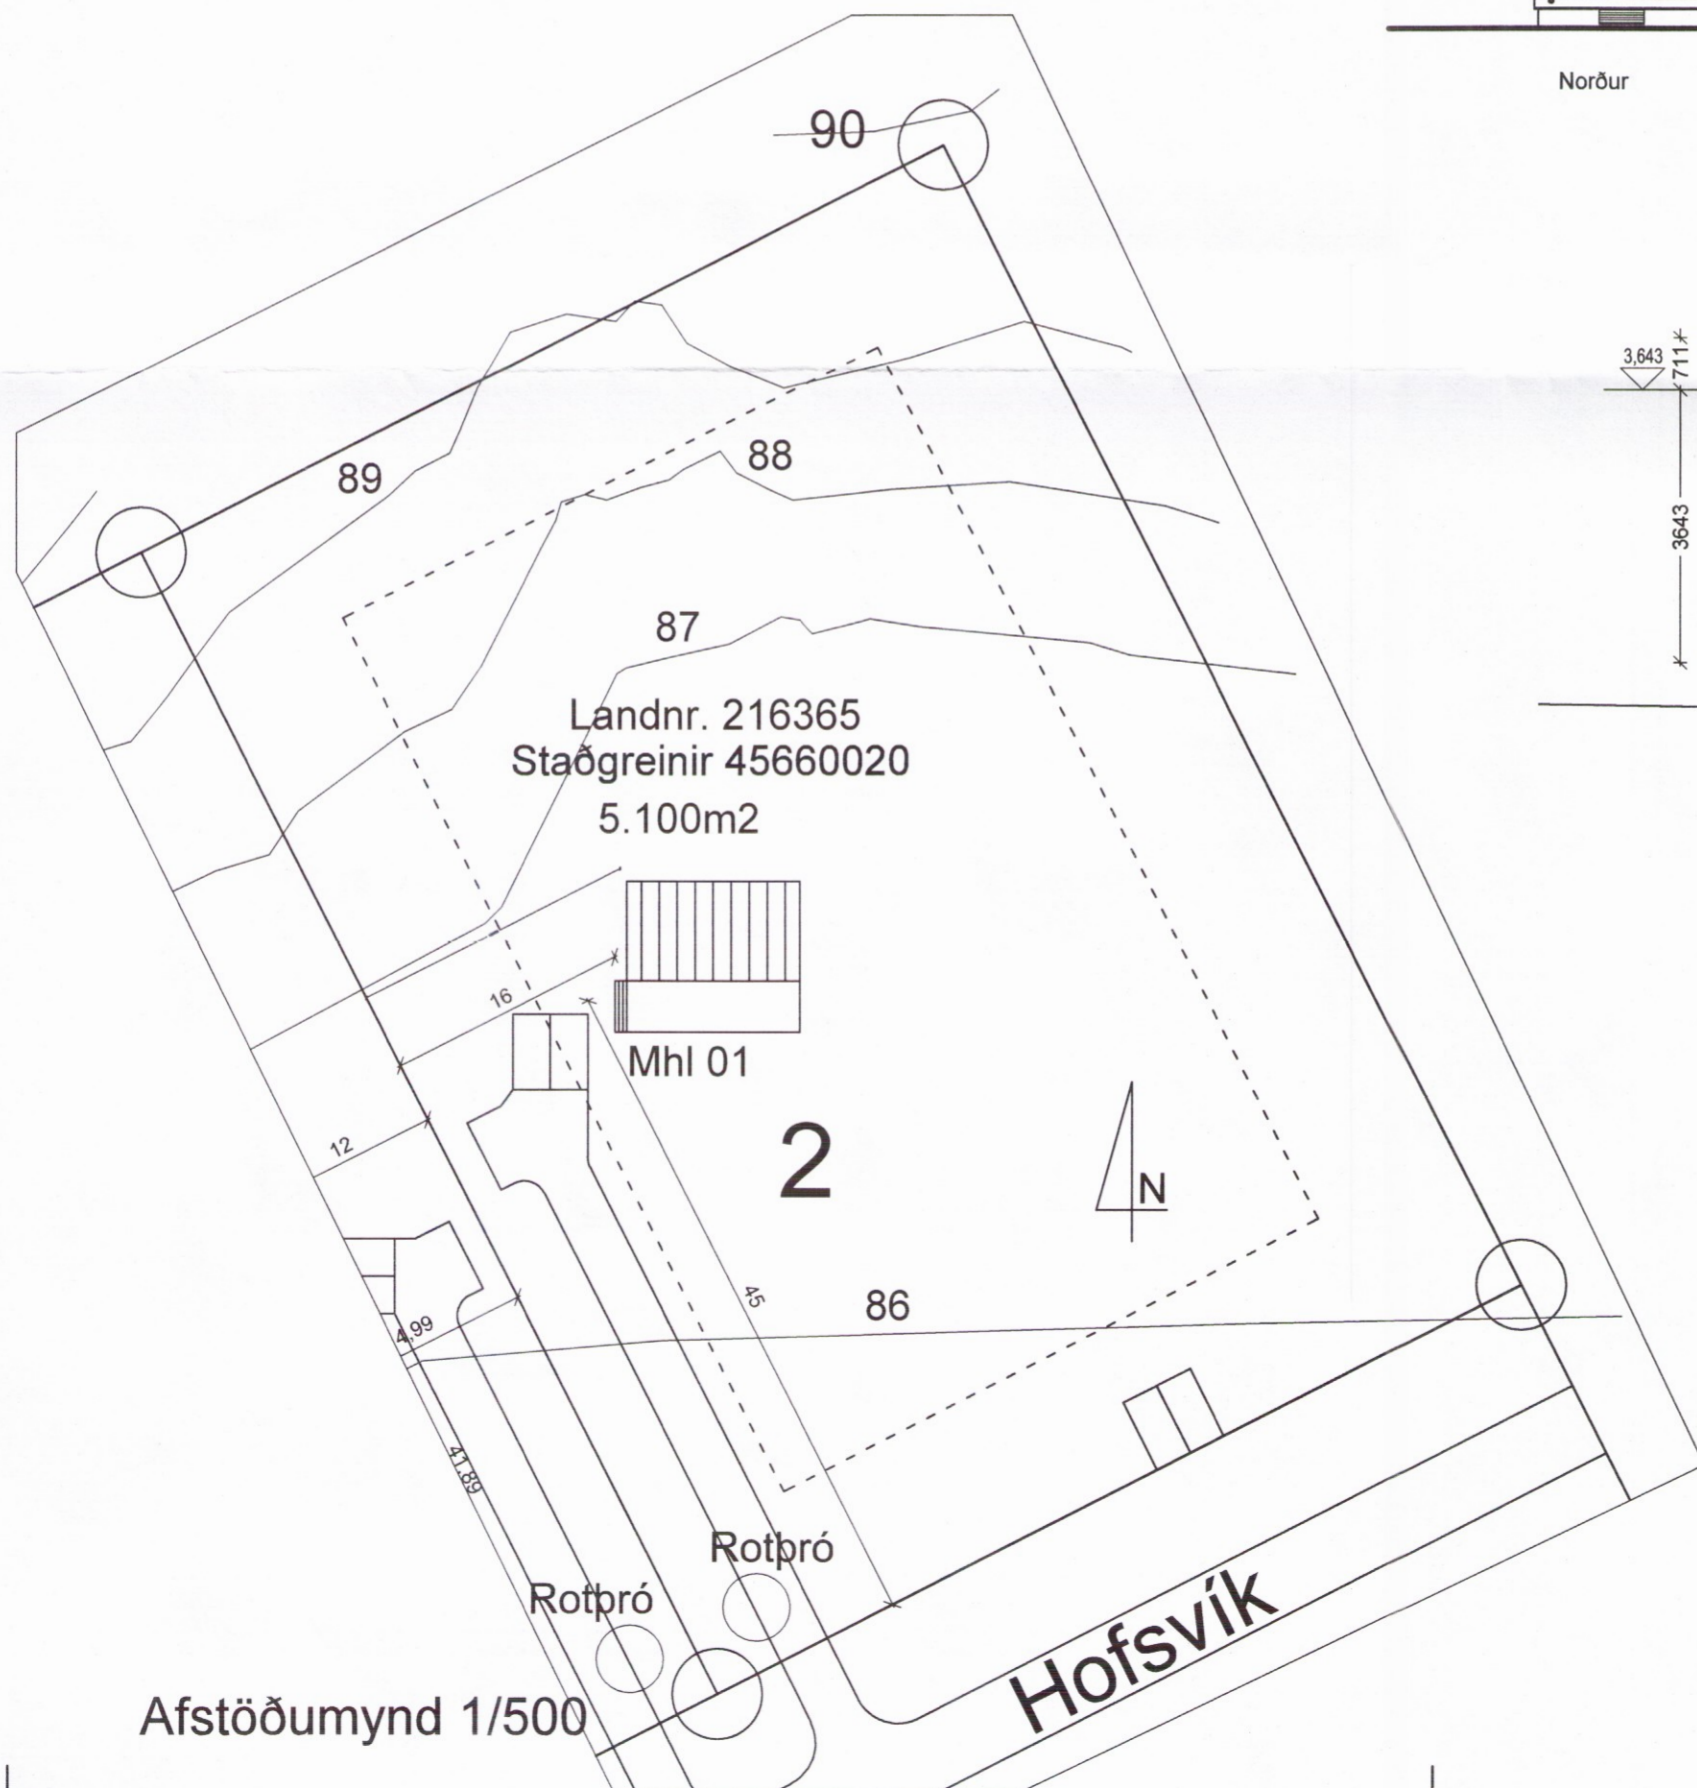 Norður
90
3,643
711
3643
89
88
87
Landnr. 216365
Staðgreinir 45660020
5.100m2
16
Mhl 01
12
2
N
45
86
4,99
41,89
Rotþró
Rotþró
Hofsvík
Afstöðumynd 1/500